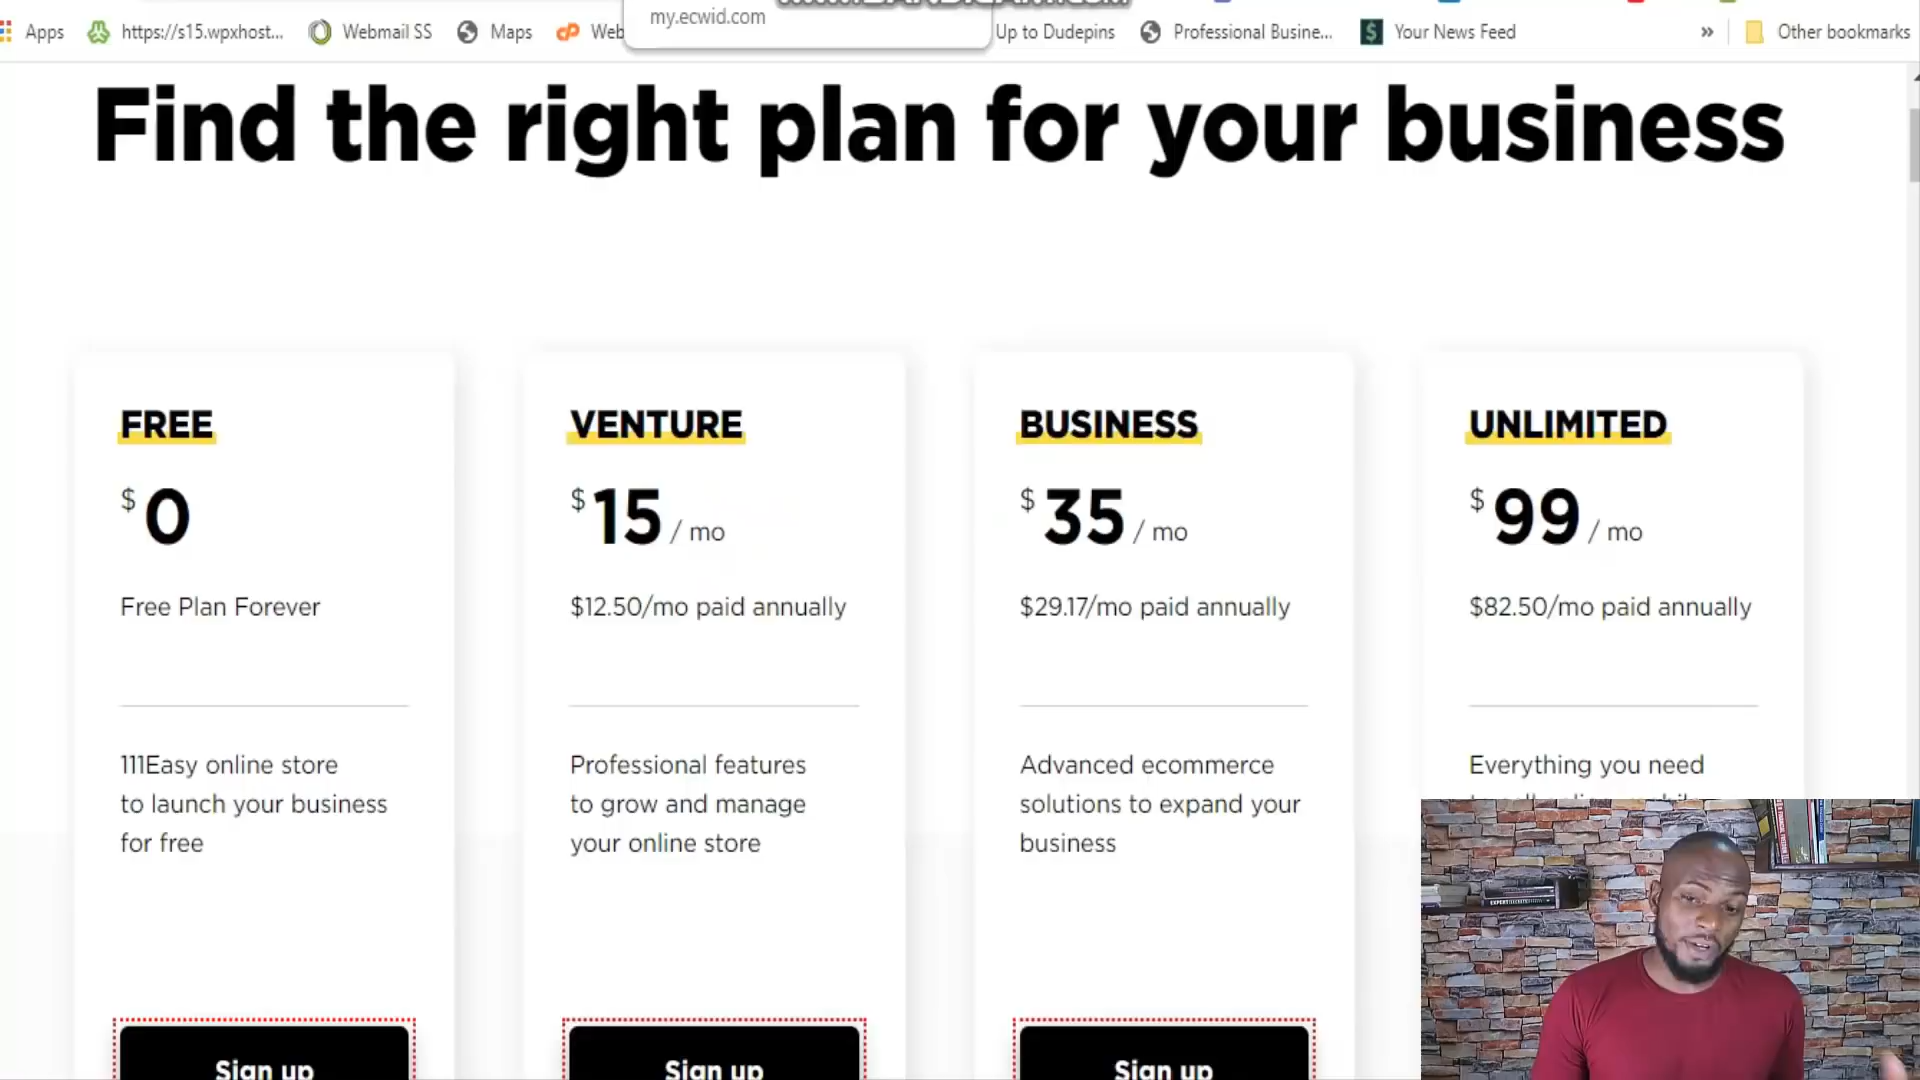 my.ecwid.com
Apps
https://s15.wpxhost...
Webmail SS
Maps
Web
Up to Dudepins
Professional Busine...
Your News Feed
»
Other bookmarks
Find the right plan for your business
FREE
$0
Free Plan Forever
111Easy online store
to launch your business
for free
Sign up
VENTURE
$15 / mo
$12.50/mo paid annually
Professional features
to grow and manage
your online store
Sign up
BUSINESS
$35 / mo
$29.17/mo paid annually
Advanced ecommerce
solutions to expand your
business
Sign up
UNLIMITED
$99 / mo
$82.50/mo paid annually
Everything you need